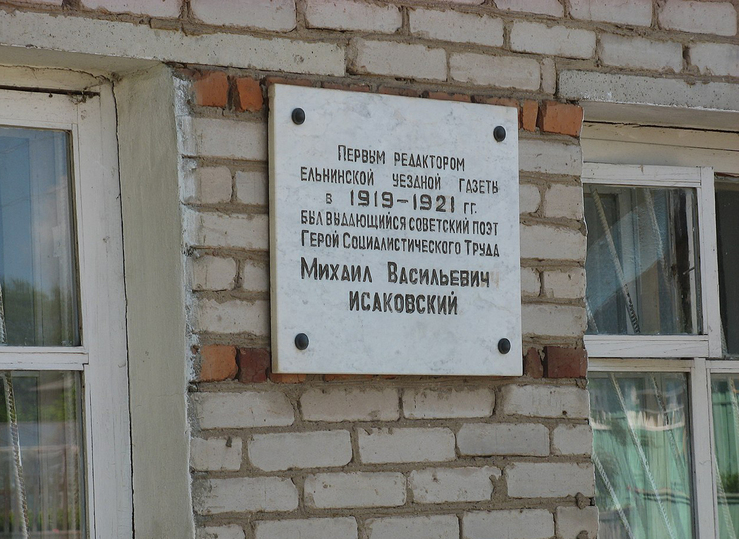 Первым редактором
ельнинской уездной газеты
в 1919-1921 гг.
был выдающийся советский поэт
Герой Социалистического Труда
Михаил Васильевич
Исаковский